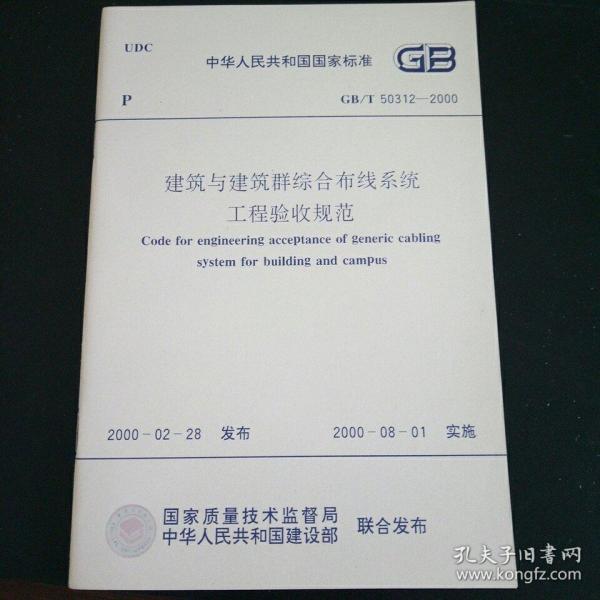 UDC
中华人民共和国国家标准 GB
P
GB/T 50312—2000
建筑与建筑群综合布线系统
工程验收规范
Code for engineering acceptance of generic cabling
system for building and campus
2000－02－28 发布 2000－08－01 实施
国家质量技术监督局
中华人民共和国建设部
联合发布
孔夫子旧书网
www.kongfz.com